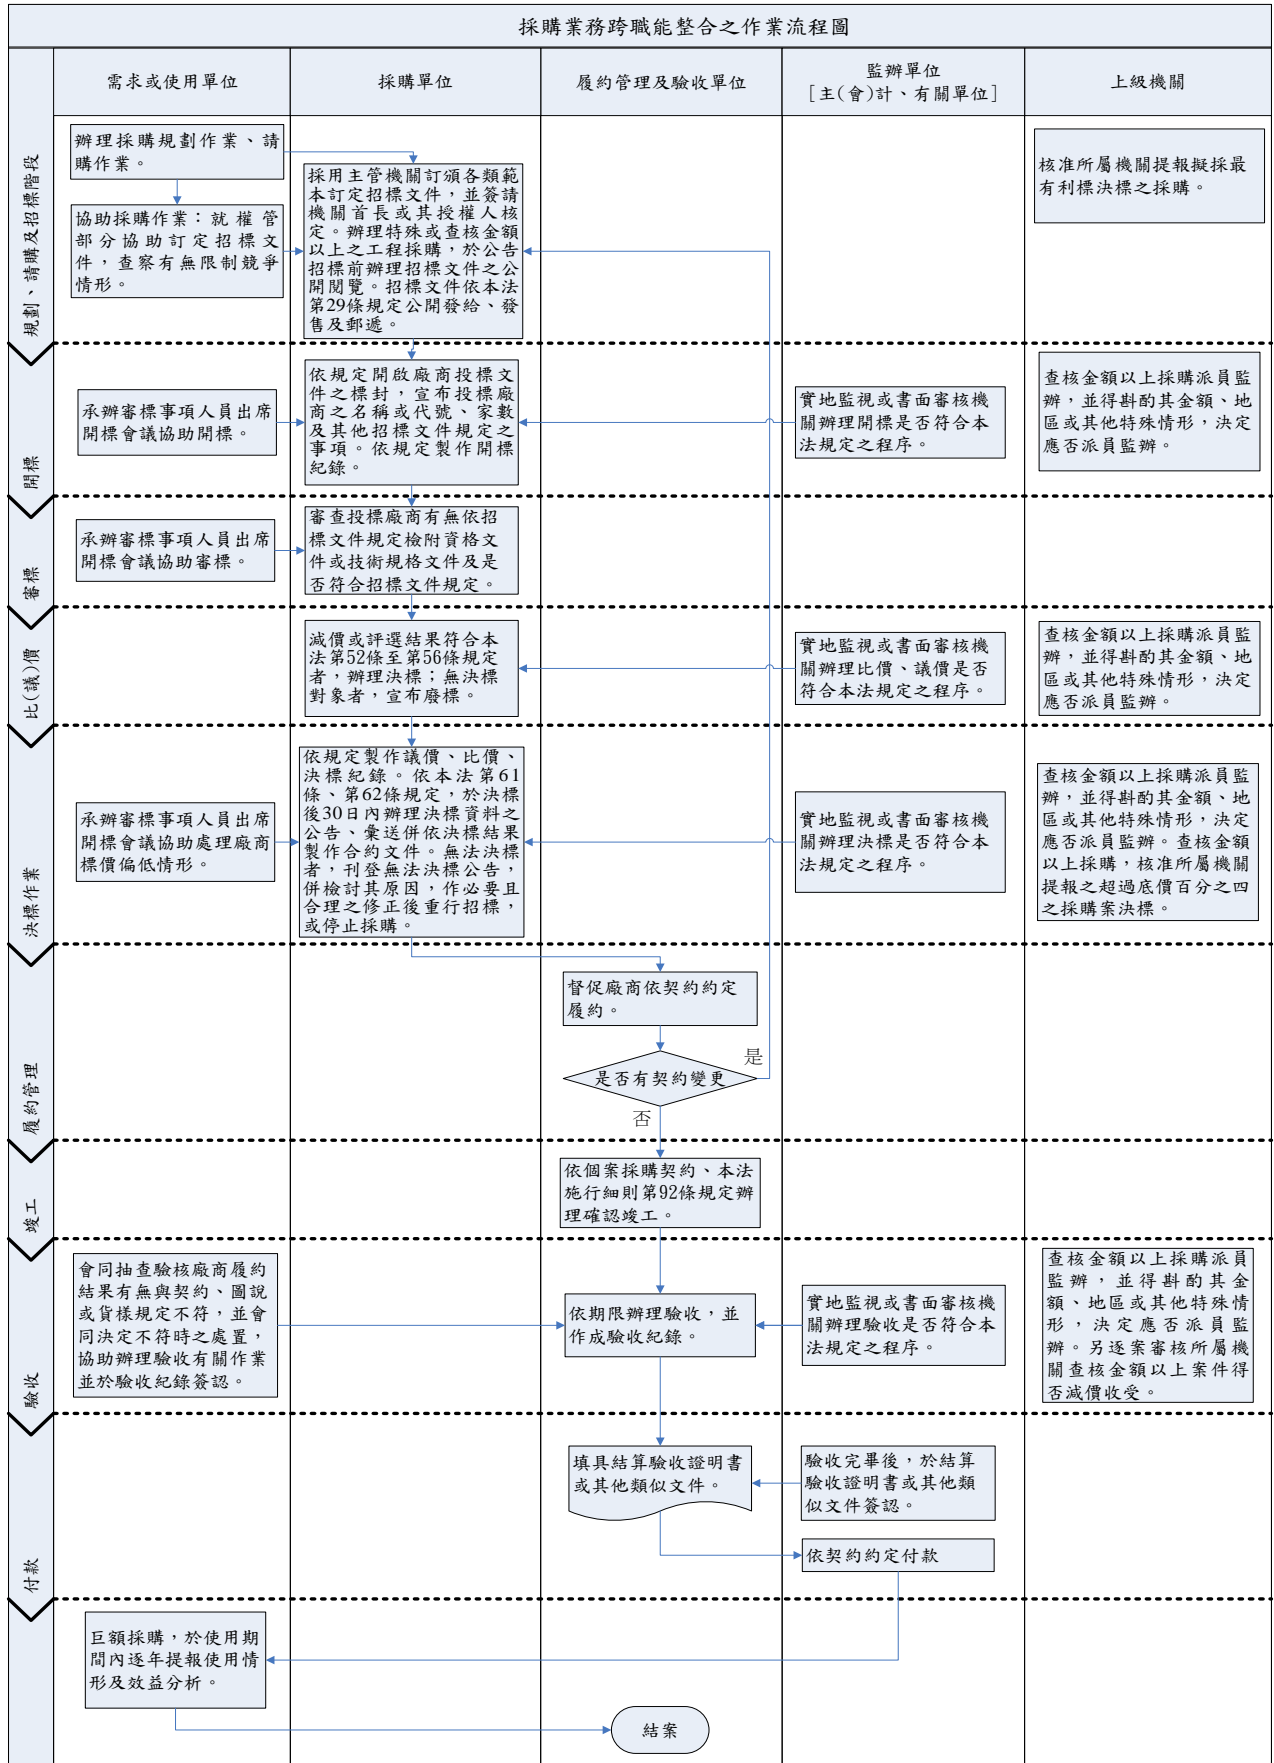 採購業務跨職能整合之作業流程圖
需求或使用單位
採購單位
履約管理及驗收單位
監辦單位
[主(會)計、有關單位]
上級機關
規劃、請購及招標階段
辦理採購規劃作業、請
購作業。
協助採購作業：就權管
部分協助訂定招標文
件，查察有無限制競爭
情形。
採用主管機關訂頒各類範
本訂定招標文件，並簽請
機關首長或其授權人核
定。辦理特殊或查核金額
以上之工程採購，於公告
招標前辦理招標文件之公
開閱覽。招標文件依本法
第29條規定公開發給、發
售及郵遞。
核准所屬機關提報擬採最
有利標決標之採購。
開標
承辦審標事項人員出席
開標會議協助開標。
依規定開啟廠商投標文
件之標封，宣布投標廠
商之名稱或代號、家數
及其他招標文件規定之
事項。依規定製作開標
紀錄。
實地監視或書面審核機
關辦理開標是否符合本
法規定之程序。
查核金額以上採購派員監
辦，並得斟酌其金額、地
區或其他特殊情形，決定
應否派員監辦。
審標
承辦審標事項人員出席
開標會議協助審標。
審查投標廠商有無依招
標文件規定檢附資格文
件或技術規格文件及是
否符合招標文件規定。
比(議)價
減價或評選結果符合本
法第52條至第56條規定
者，辦理決標；無決標
對象者，宣布廢標。
實地監視或書面審核機
關辦理比價、議價是否
符合本法規定之程序。
查核金額以上採購派員監
辦，並得斟酌其金額、地
區或其他特殊情形，決定
應否派員監辦。
決標作業
承辦審標事項人員出席
開標會議協助處理廠商
標價偏低情形。
依規定製作議價、比價、
決標紀錄。依本法第61
條、第62條規定，於決標
後30日內辦理決標資料之
公告、彙送併依決標結果
製作合約文件。無法決標
者，刊登無法決標公告，
併檢討其原因，作必要且
合理之修正後重行招標，
或停止採購。
實地監視或書面審核機
關辦理決標是否符合本
法規定之程序。
查核金額以上採購派員監
辦，並得斟酌其金額、地
區或其他特殊情形，決定
應否派員監辦。查核金額
以上採購，核准所屬機關
提報之超過底價百分之四
之採購案決標。
履約管理
督促廠商依契約約定
履約。
是否有契約變更
是
否
竣工
依個案採購契約、本法
施行細則第92條規定辦
理確認竣工。
驗收
會同抽查驗核廠商履約
結果有無與契約、圖說
或貨樣規定不符，並會
同決定不符時之處置，
協助辦理驗收有關作業
並於驗收紀錄簽認。
依期限辦理驗收，並
作成驗收紀錄。
實地監視或書面審核機
關辦理驗收是否符合本
法規定之程序。
查核金額以上採購派員
監辦，並得斟酌其金
額、地區或其他特殊情
形，決定應否派員監
辦。另逐案審核所屬機
關查核金額以上案件得
否減價收受。
付款
填具結算驗收證明書
或其他類似文件。
驗收完畢後，於結算
驗收證明書或其他類
似文件簽認。
依契約約定付款
巨額採購，於使用期
間內逐年提報使用情
形及效益分析。
結案